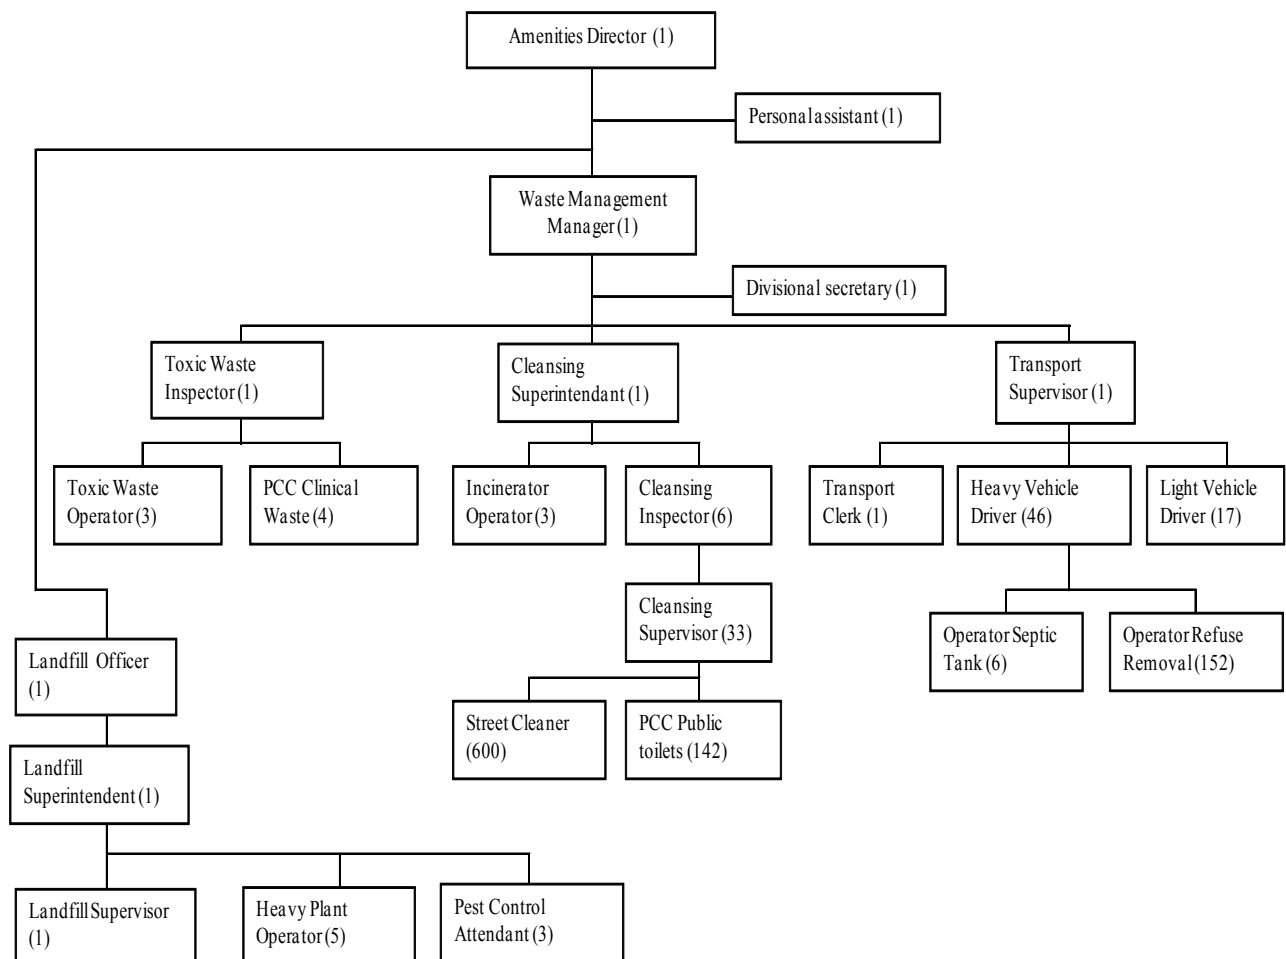 Amenities Director (1)
Personal assistant (1)
Waste Management
Manager (1)
Divisional secretary (1)
Toxic Waste
Inspector (1)
Cleansing
Superintendant (1)
Transport
Supervisor (1)
Toxic Waste
Operator (3)
PCC Clinical
Waste (4)
Incinerator
Operator (3)
Cleansing
Inspector (6)
Transport
Clerk (1)
Heavy Vehicle
Driver (46)
Light Vehicle
Driver (17)
Cleansing
Supervisor (33)
Operator Septic
Tank (6)
Operator Refuse
Removal (152)
Landfill Officer
(1)
Street Cleaner
(600)
PCC Public
toilets (142)
Landfill
Superintendent (1)
Landfill Supervisor
(1)
Heavy Plant
Operator (5)
Pest Control
Attendant (3)